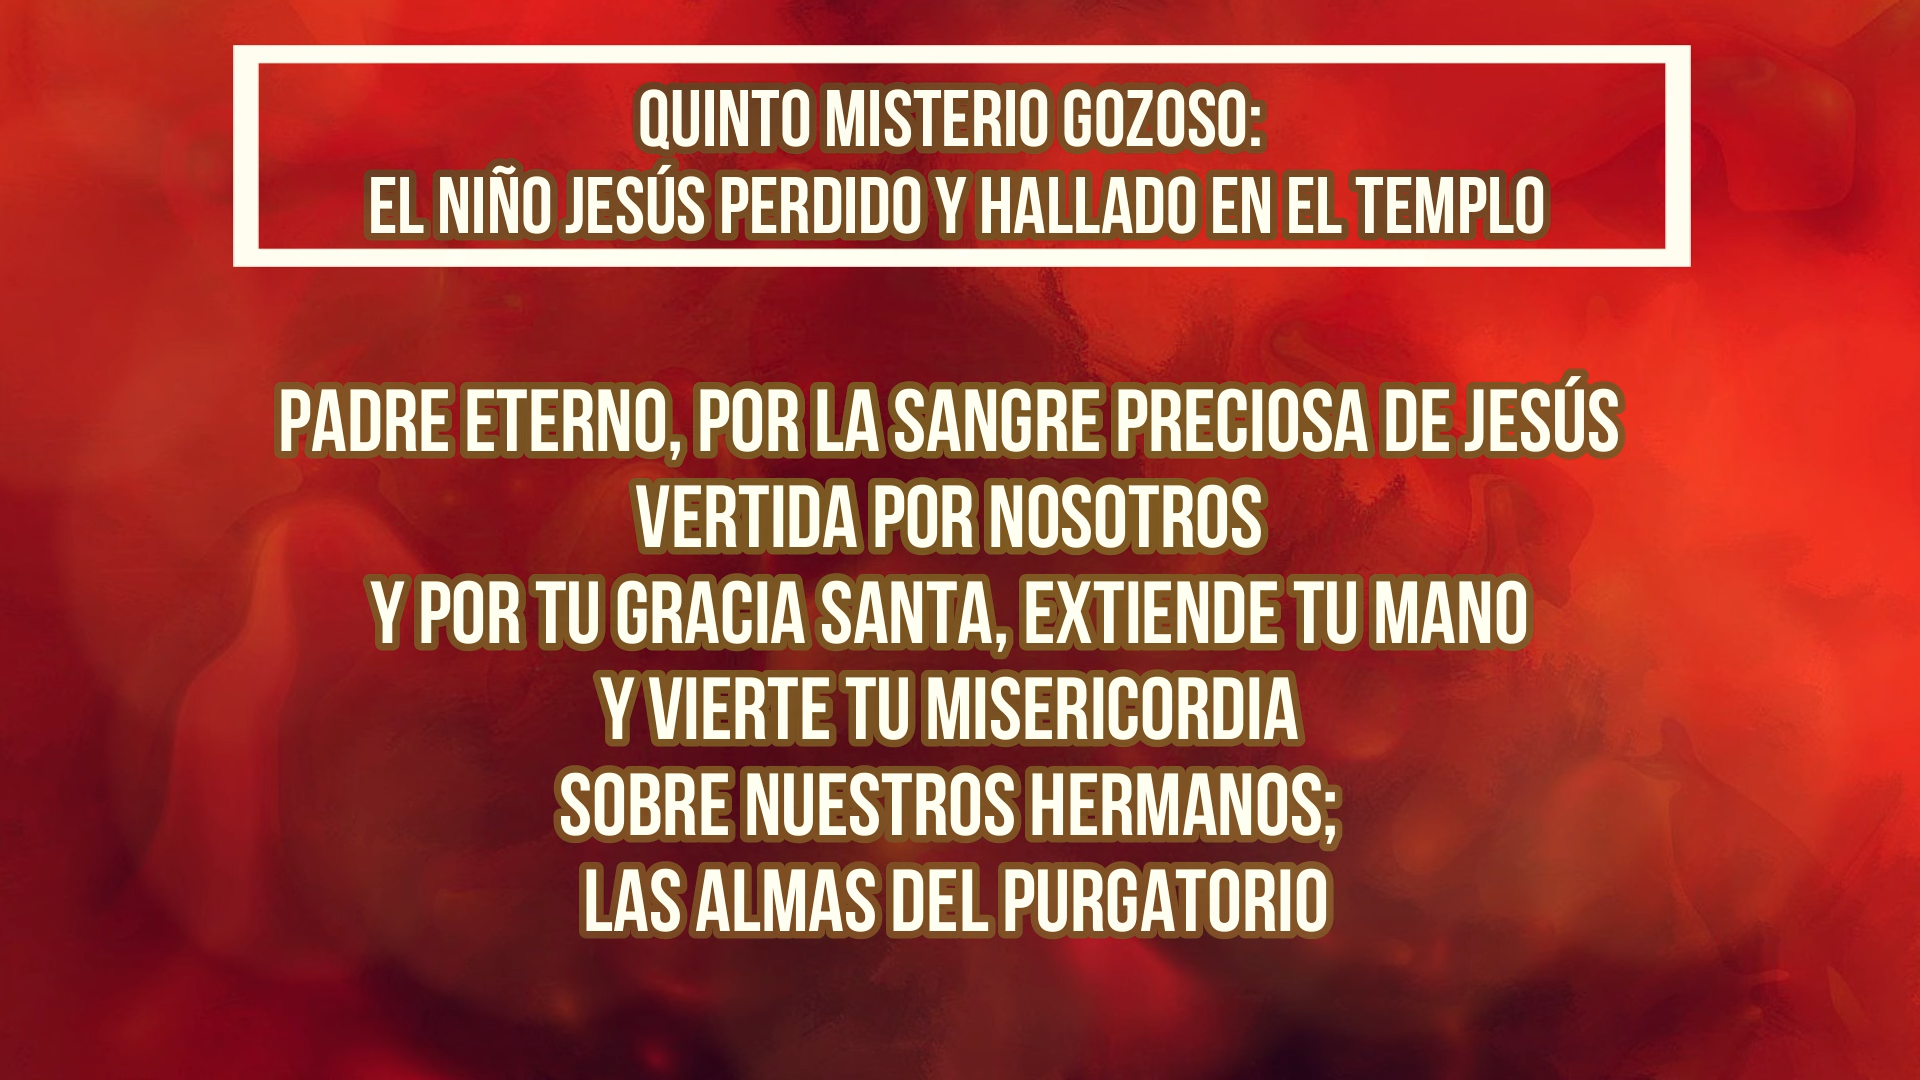 QUINTO MISTERIO GOZOSO:
EL NIÑO JESÚS PERDIDO Y HALLADO EN EL TEMPLO
PADRE ETERNO, POR LA SANGRE PRECIOSA DE JESÚS
VERTIDA POR NOSOTROS
Y POR TU GRACIA SANTA, EXTIENDE TU MANO
Y VIERTE TU MISERICORDIA
SOBRE NUESTROS HERMANOS;
LAS ALMAS DEL PURGATORIO